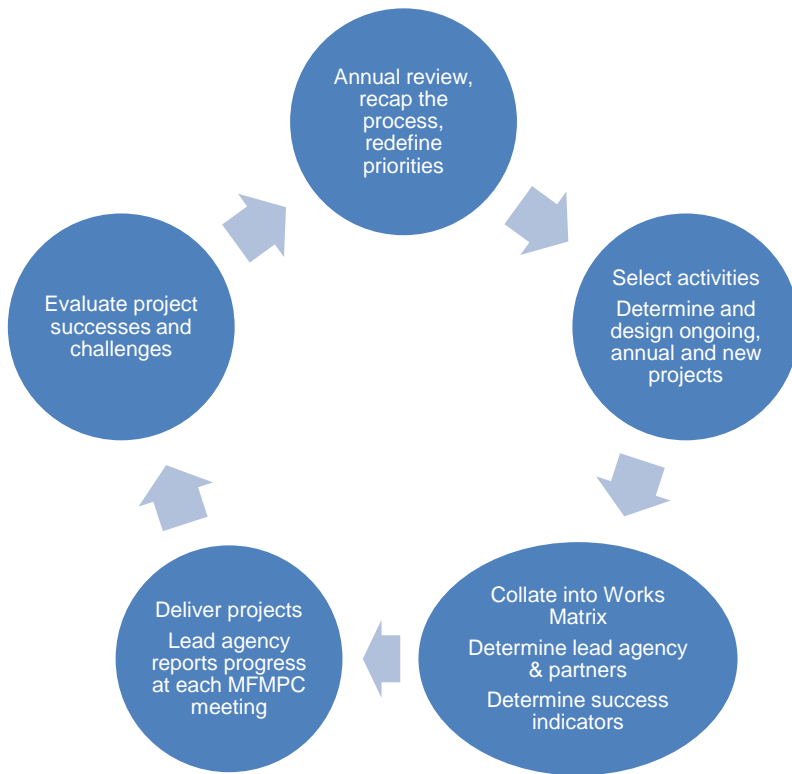 Annual review,
recap the
process,
redefine
priorities
Select activities
Determine and
design ongoing,
annual and new
projects
Collate into Works
Matrix
Determine lead agency
& partners
Determine success
indicators
Deliver projects
Lead agency
reports progress
at each MFMPC
meeting
Evaluate project
successes and
challenges